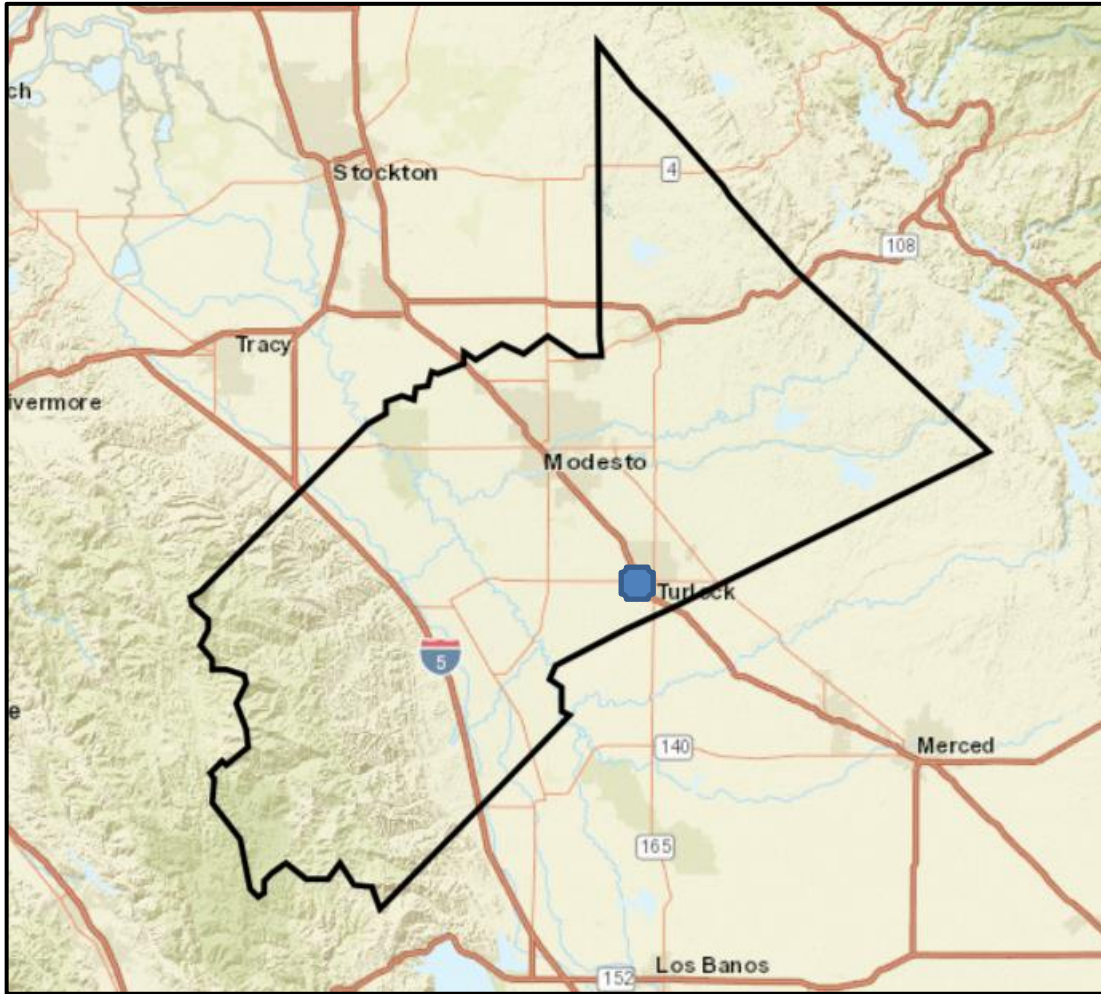 ch
Stockton
4
108
Tracy
ivermore
Modesto
Turlock
5
e
140
Merced
165
Los Banos
152